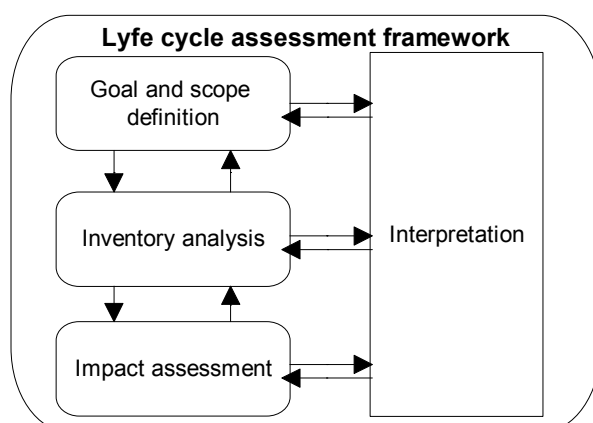 Lyfe cycle assessment framework
Goal and scope
definition
Inventory analysis
Interpretation
Impact assessment